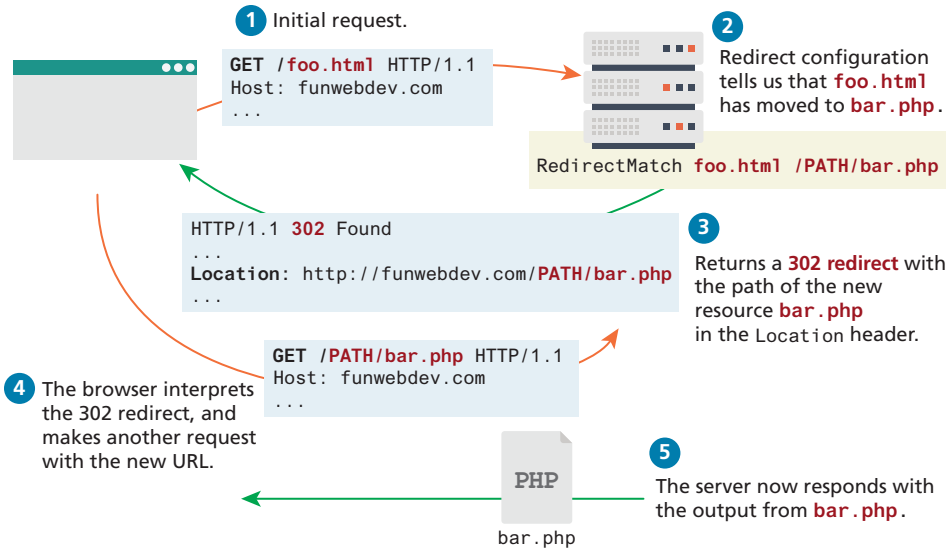 1 Initial request.
GET /foo.html HTTP/1.1
Host: funwebdev.com
...
2
Redirect configuration
tells us that foo.html
has moved to bar.php.
RedirectMatch foo.html /PATH/bar.php
HTTP/1.1 302 Found
...
Location: http://funwebdev.com/PATH/bar.php
...
3
Returns a 302 redirect with
the path of the new
resource bar.php
in the Location header.
GET /PATH/bar.php HTTP/1.1
Host: funwebdev.com
...
4 The browser interprets
the 302 redirect, and
makes another request
with the new URL.
PHP
bar.php
5
The server now responds with
the output from bar.php.